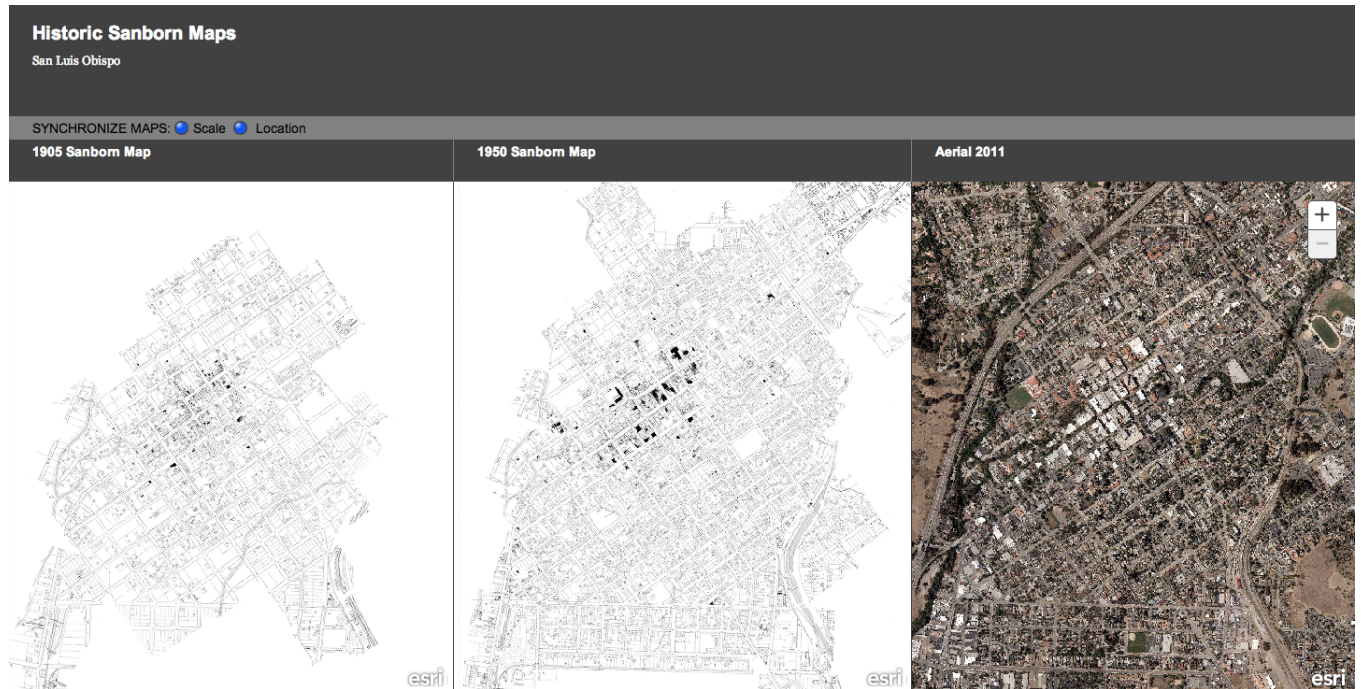 Historic Sanborn Maps
San Luis Obispo
SYNCHRONIZE MAPS: Scale Location
1905 Sanborn Map
1950 Sanborn Map
Aerial 2011
+
−
esri
esri
esri